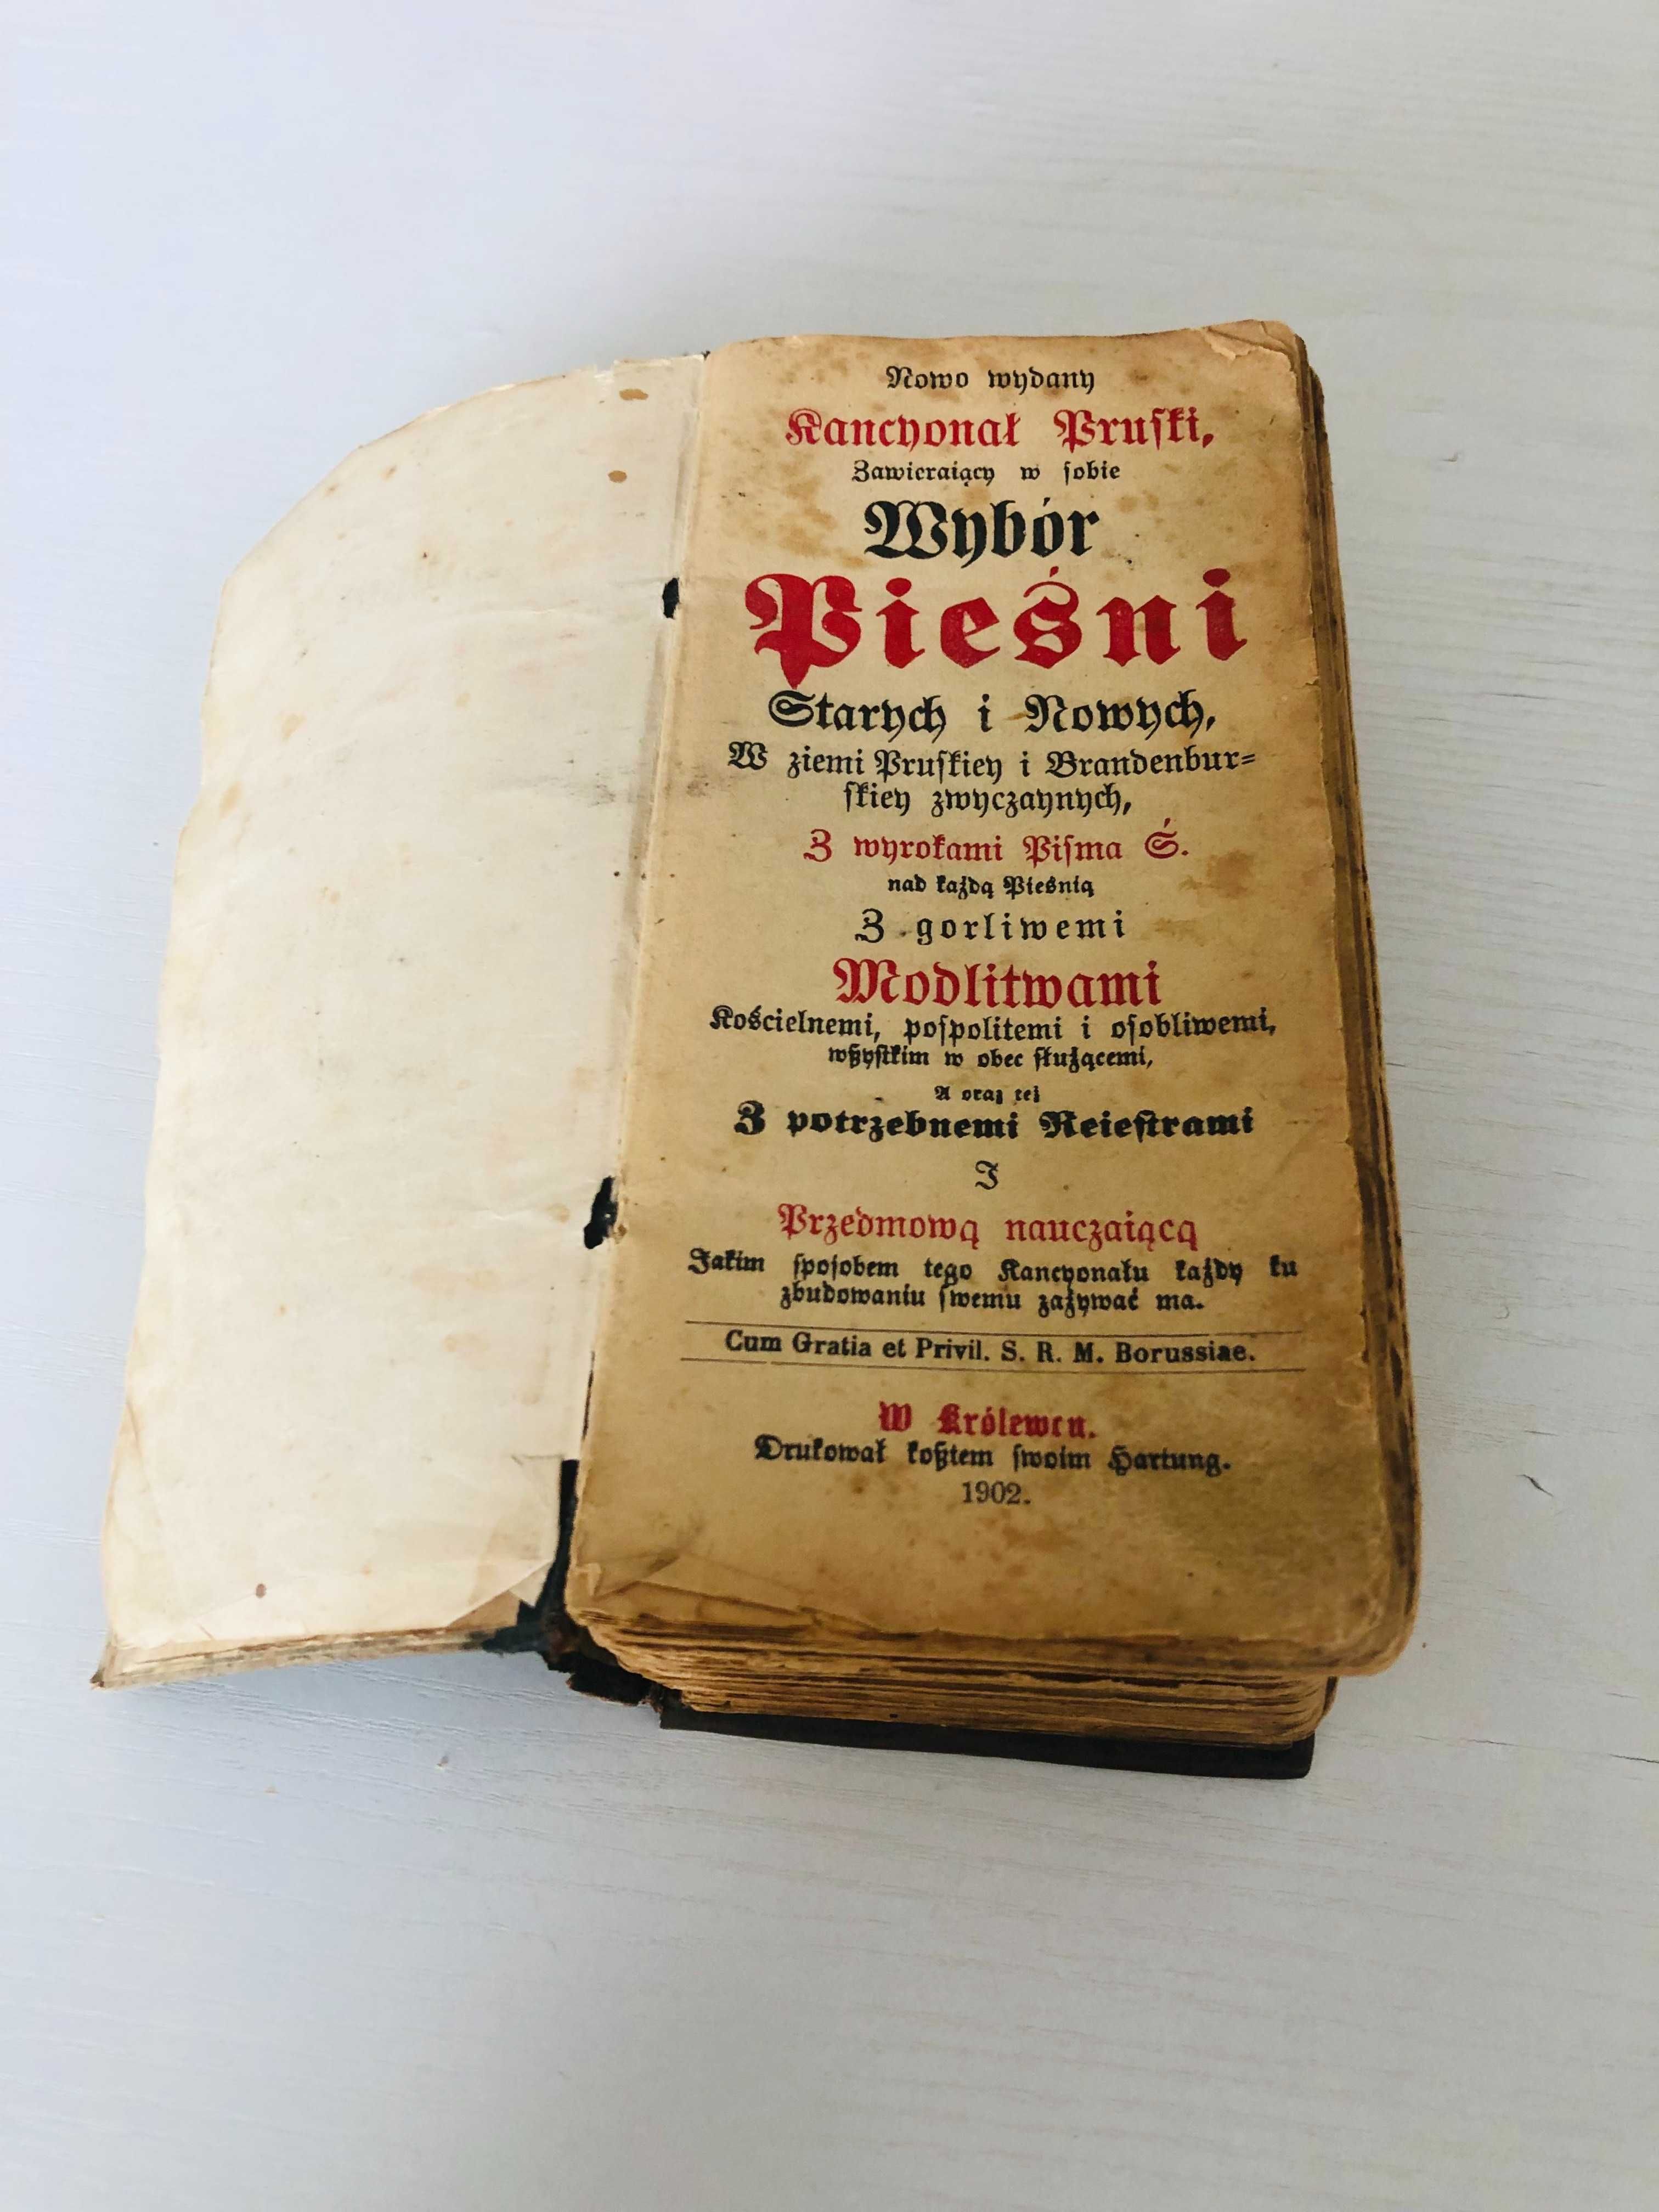 Nowo wydany
Kancyonał Pruſki,
Zawieraiący w ſobie
Wybór
Pieśni
Starych i Nowych,
W ziemi Pruſkiey i Brandenbur⸗
ſkiey zwyczaynych,
Z wyrokami Piſma Ś.
nad każdą Pieśnią
Z gorliwemi
Modlitwami
Kościelnemi, poſpolitemi i oſobliwemi,
wßyſtkim w obec ſłużącemi,
A oraz też
Z potrzebnemi Reieſtrami
I
Przedmową nauczaiącą
Jakim ſpoſobem tego Kancyonału każdy ku
zbudowaniu ſwemu zażywać ma.
Cum Gratia et Privil. S. R. M. Borussiae.
W Królewcu.
Drukował koßtem ſwoim Hartung.
1902.